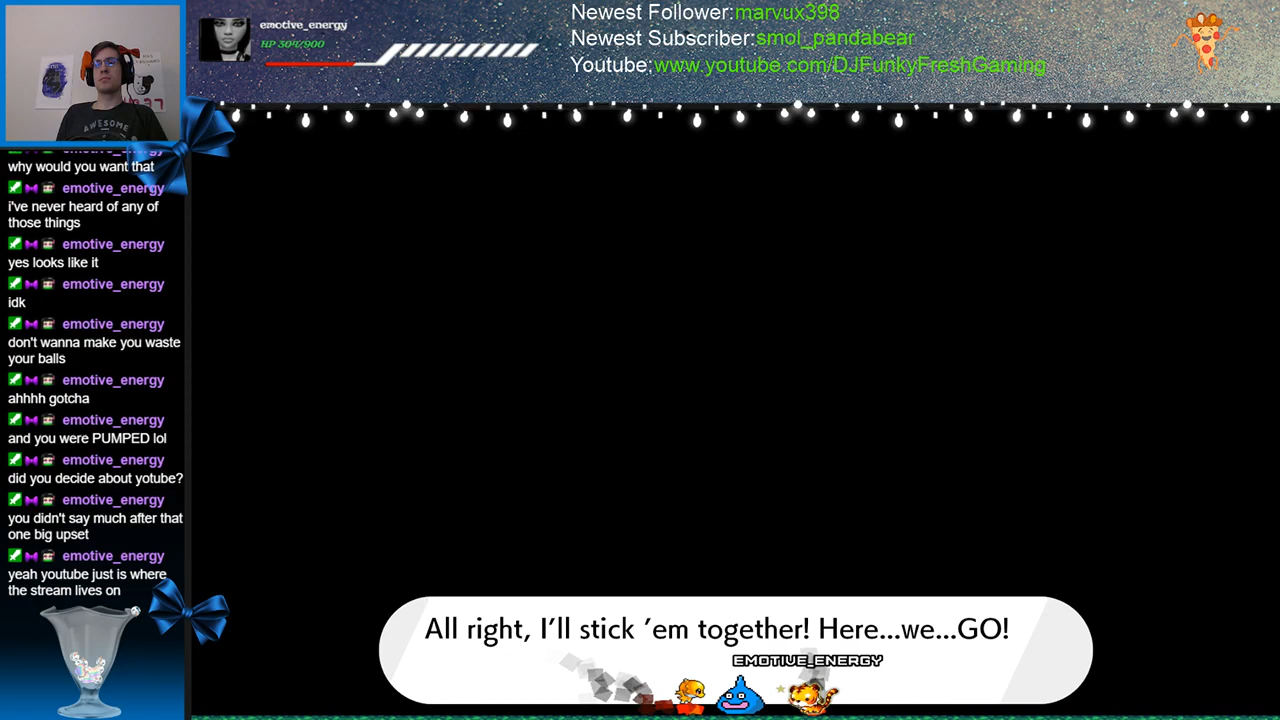 emotive_energy
HP 304/900
Newest Follower:marvux398
Newest Subscriber:smol_pandabear
Youtube:www.youtube.com/DJFunkyFreshGaming
AWESOME
emotive_energy
why would you want that
emotive_energy
i've never heard of any of
those things
emotive_energy
yes looks like it
emotive_energy
idk
emotive_energy
don't wanna make you waste
your balls
emotive_energy
ahhhh gotcha
emotive_energy
and you were PUMPED lol
emotive_energy
did you decide about yotube?
emotive_energy
you didn't say much after that
one big upset
emotive_energy
yeah youtube just is where
the stream lives on
All right, I'll stick 'em together! Here...we...GO!
EMOTIVE_ENERGY